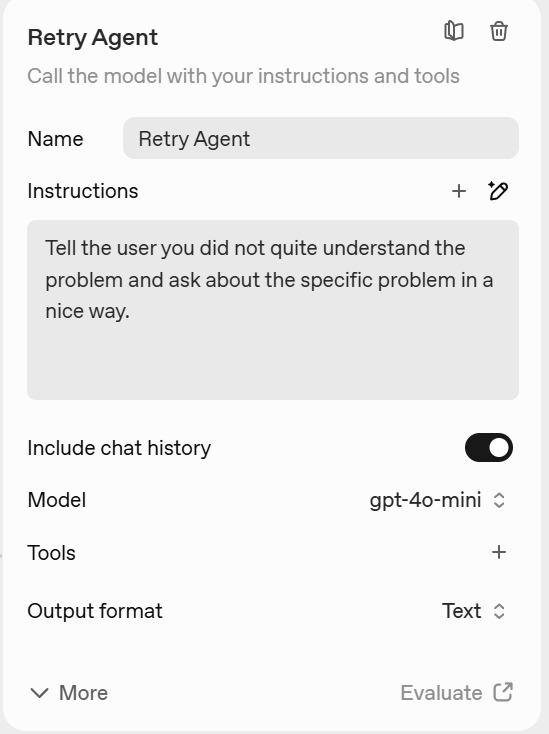 Retry Agent
Call the model with your instructions and tools
Name Retry Agent
Instructions
Tell the user you did not quite understand the
problem and ask about the specific problem in a
nice way.
Include chat history
Model gpt-4o-mini
Tools
Output format Text
More Evaluate